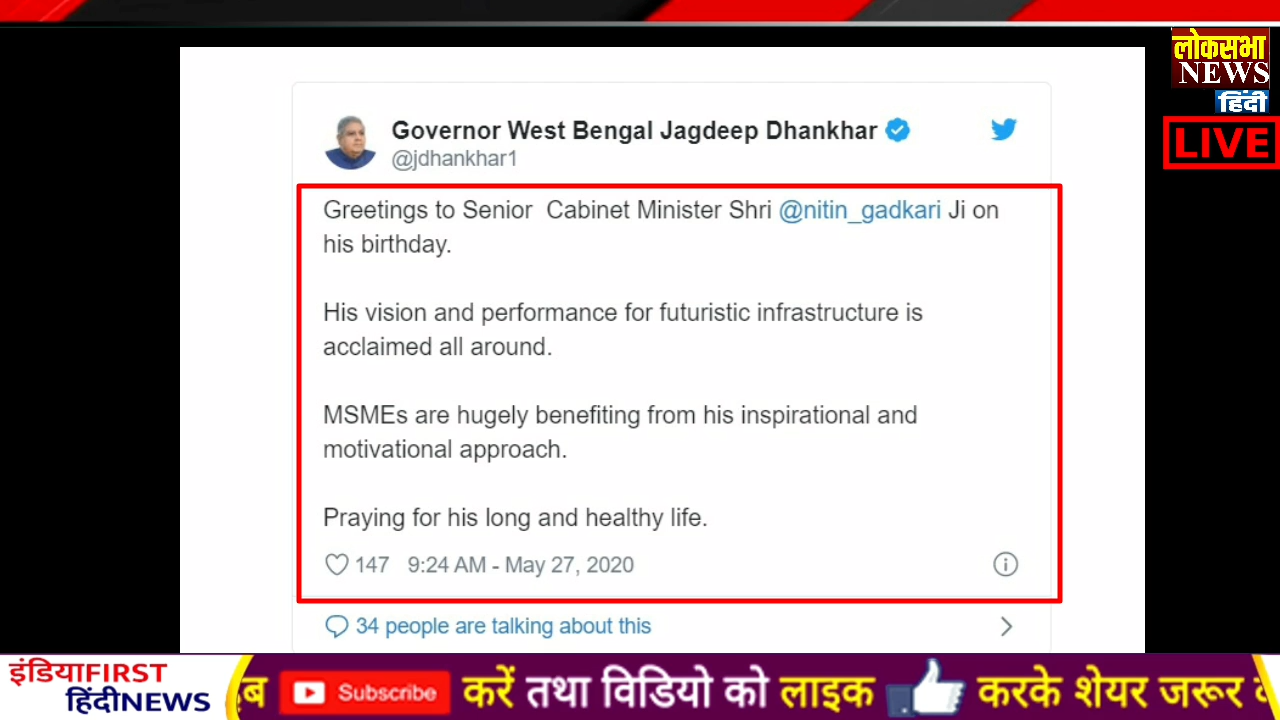 लोकसभा
NEWS
हिंदी
LIVE
Governor West Bengal Jagdeep Dhankhar
@jdhankhar1
Greetings to Senior Cabinet Minister Shri @nitin_gadkari Ji on
his birthday.
His vision and performance for futuristic infrastructure is
acclaimed all around.
MSMEs are hugely benefiting from his inspirational and
motivational approach.
Praying for his long and healthy life.
147 9:24 AM - May 27, 2020
34 people are talking about this
इंडियाFIRST
हिंदीNEWS
Subscribe करें तथा विडियो को लाइक करके शेयर जरूर